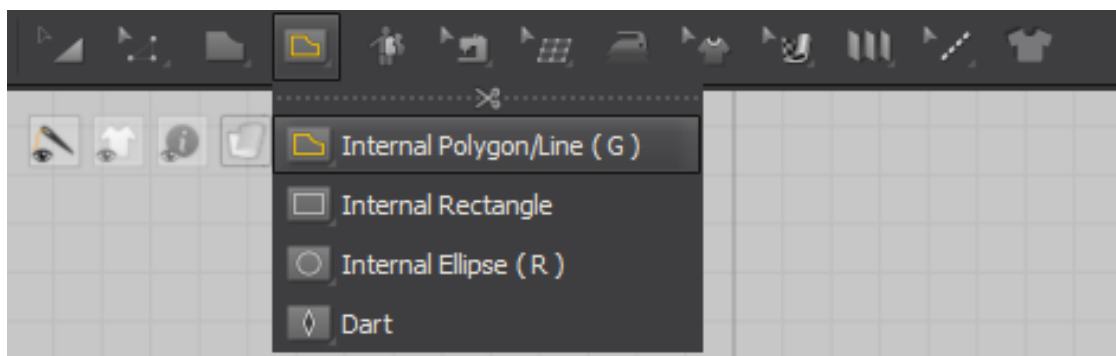 Internal Polygon/Line ( G )
Internal Rectangle
Internal Ellipse ( R )
Dart